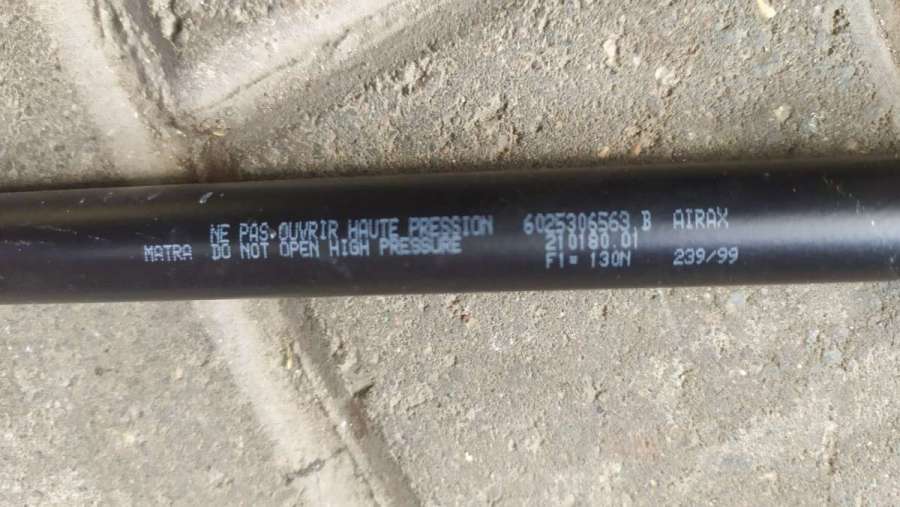 NE PAS OUVRIR HAUTE PRESSION 6025306563 B AIRAX
MATRA DO NOT OPEN HIGH PRESSURE 210180.01
F1= 130N 239/99